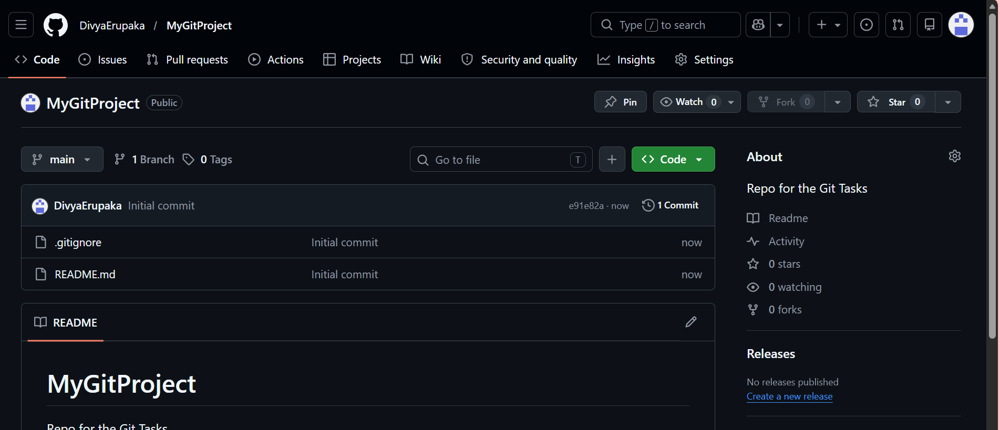 DivyaErupaka / MyGitProject
Type / to search
Code Issues Pull requests Actions Projects Wiki Security and quality Insights Settings
MyGitProject Public
Pin Watch 0 Fork 0 Star 0
main 1 Branch 0 Tags
Go to file T
Code
DivyaErupaka Initial commit e91e82a · now 1 Commit
.gitignore Initial commit now
README.md Initial commit now
README
MyGitProject
Repo for the Git Tasks
About
Repo for the Git Tasks
Readme
Activity
0 stars
0 watching
0 forks
Releases
No releases published
Create a new release